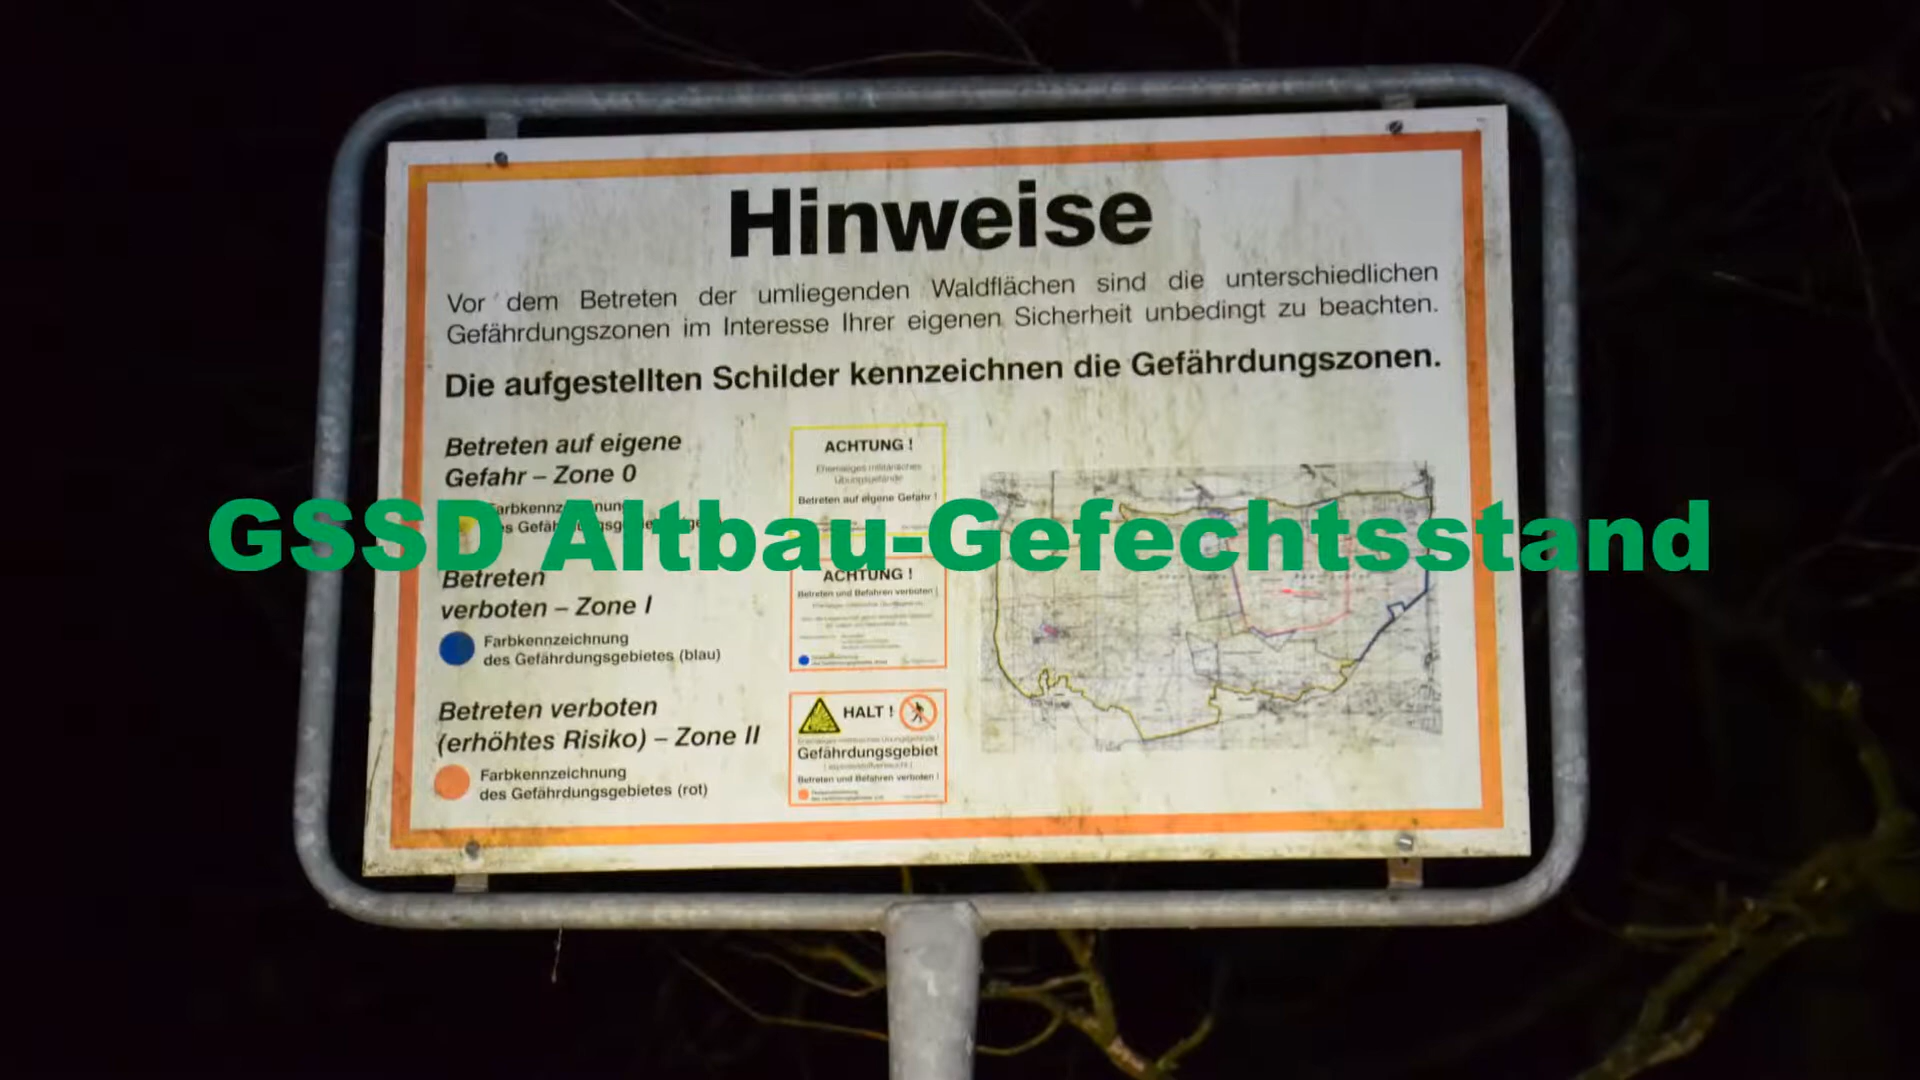 Hinweise
Vor dem Betreten der umliegenden Waldflächen sind die unterschiedlichen
Gefährdungszonen im Interesse Ihrer eigenen Sicherheit unbedingt zu beachten.
Die aufgestellten Schilder kennzeichnen die Gefährdungszonen.
Betreten auf eigene
Gefahr – Zone 0
ACHTUNG !
Ehemaliges militärisches
Übungsgelände
Betreten auf eigene Gefahr !
GSSD Altbau-Gefechtsstand
Betreten
verboten – Zone I
Farbkennzeichnung
des Gefährdungsgebietes (blau)
ACHTUNG !
Betreten und Befahren verboten !
Betreten verboten
(erhöhtes Risiko) – Zone II
Farbkennzeichnung
des Gefährdungsgebietes (rot)
HALT !
Gefährdungsgebiet
Betreten und Befahren verboten !